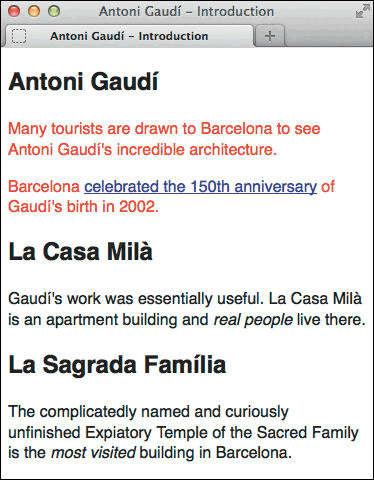 Antoni Gaudí – Introduction
Antoni Gaudí – Introduction
Antoni Gaudí
Many tourists are drawn to Barcelona to see
Antoni Gaudí's incredible architecture.
Barcelona celebrated the 150th anniversary of
Gaudí's birth in 2002.
La Casa Milà
Gaudí's work was essentially useful. La Casa Milà
is an apartment building and real people live there.
La Sagrada Família
The complicatedly named and curiously
unfinished Expiatory Temple of the Sacred Family
is the most visited building in Barcelona.